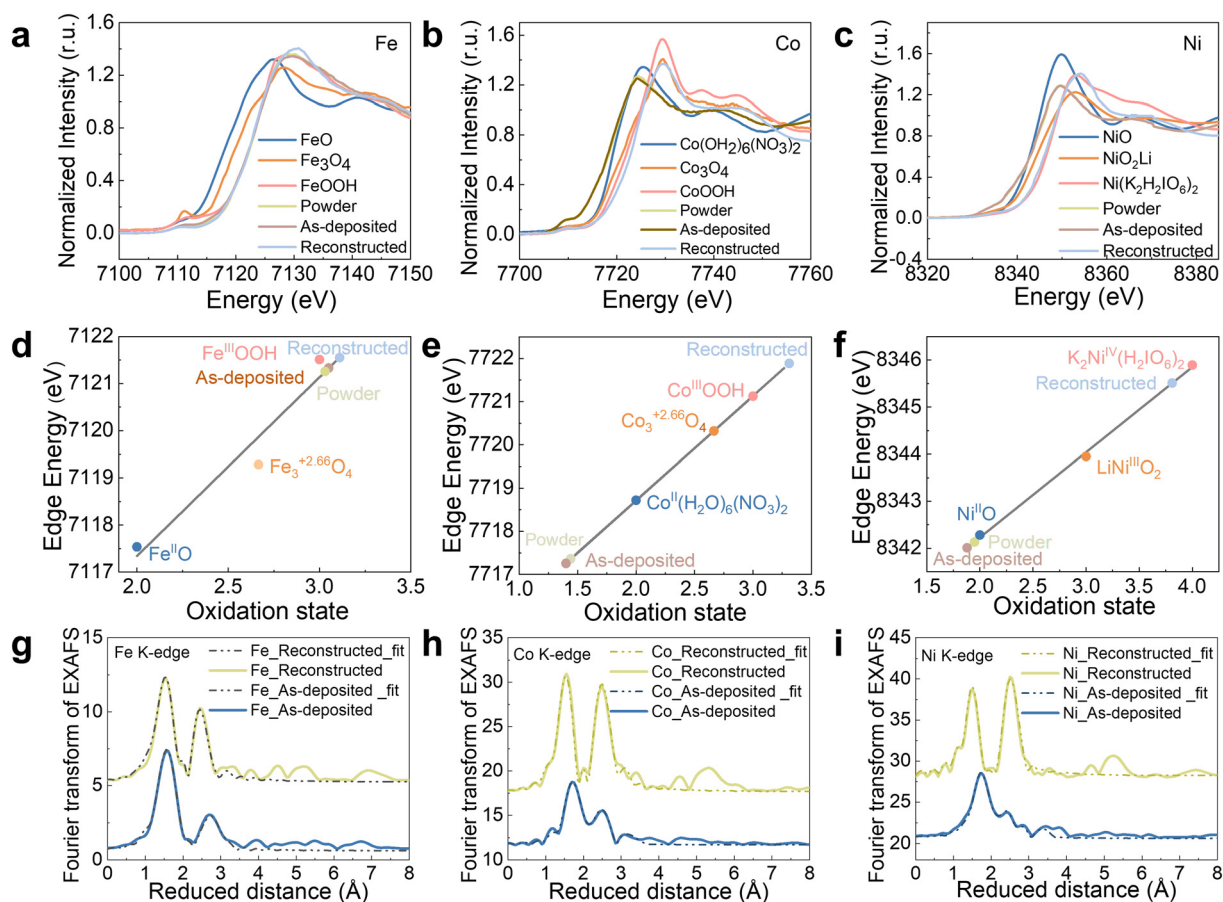 a
Fe
Normalized Intensity (r.u.)
1.6
1.2
0.8
0.4
0.0
FeO
Fe₃O₄
FeOOH
Powder
As-deposited
Reconstructed
7100 7110 7120 7130 7140 7150
Energy (eV)
b
Co
Normalized Intensity (r.u.)
1.6
1.2
0.8
0.4
0.0
Co(OH₂)₆(NO₃)₂
Co₃O₄
CoOOH
Powder
As-deposited
Reconstructed
7700 7720 7740 7760
Energy (eV)
c
Ni
Normalized Intensity (r.u.)
2.0
1.6
1.2
0.8
0.4
0.0
-0.4
NiO
NiO₂Li
Ni(K₂H₂IO₆)₂
Powder
As-deposited
Reconstructed
8320 8340 8360 8380
Energy (eV)
d
Edge Energy (eV)
7122
7121
7120
7119
7118
7117
FeᴵᴵᴵOOH
Reconstructed
As-deposited
Powder
Fe₃⁺²·⁶⁶O₄
FeᴵᴵO
2.0 2.5 3.0 3.5
Oxidation state
e
Edge Energy (eV)
7722
7721
7720
7719
7718
7717
Reconstructed
CoᴵᴵᴵOOH
Co₃⁺²·⁶⁶O₄
Coᴵᴵ(H₂O)₆(NO₃)₂
Powder
As-deposited
1.0 1.5 2.0 2.5 3.0 3.5
Oxidation state
f
Edge Energy (eV)
8346
8345
8344
8343
8342
K₂Niᴵⱽ(H₂IO₆)₂
Reconstructed
LiNiᴵᴵᴵO₂
NiᴵᴵO
Powder
As-deposited
1.5 2.0 2.5 3.0 3.5 4.0
Oxidation state
g
Fourier transform of EXAFS
15
10
5
0
Fe K-edge
Fe_Reconstructed_fit
Fe_Reconstructed
Fe_As-deposited _fit
Fe_As-deposited
0 1 2 3 4 5 6 7 8
Reduced distance (Å)
h
Fourier transform of EXAFS
35
30
25
20
15
10
Co K-edge
Co_Reconstructed_fit
Co_Reconstructed
Co_As-deposited _fit
Co_As-deposited
0 1 2 3 4 5 6 7 8
Reduced distance (Å)
i
Fourier transform of EXAFS
45
40
35
30
25
20
Ni K-edge
Ni_Reconstructed_fit
Ni_Reconstructed
Ni_As-deposited _fit
Ni_As-deposited
0 1 2 3 4 5 6 7 8
Reduced distance (Å)